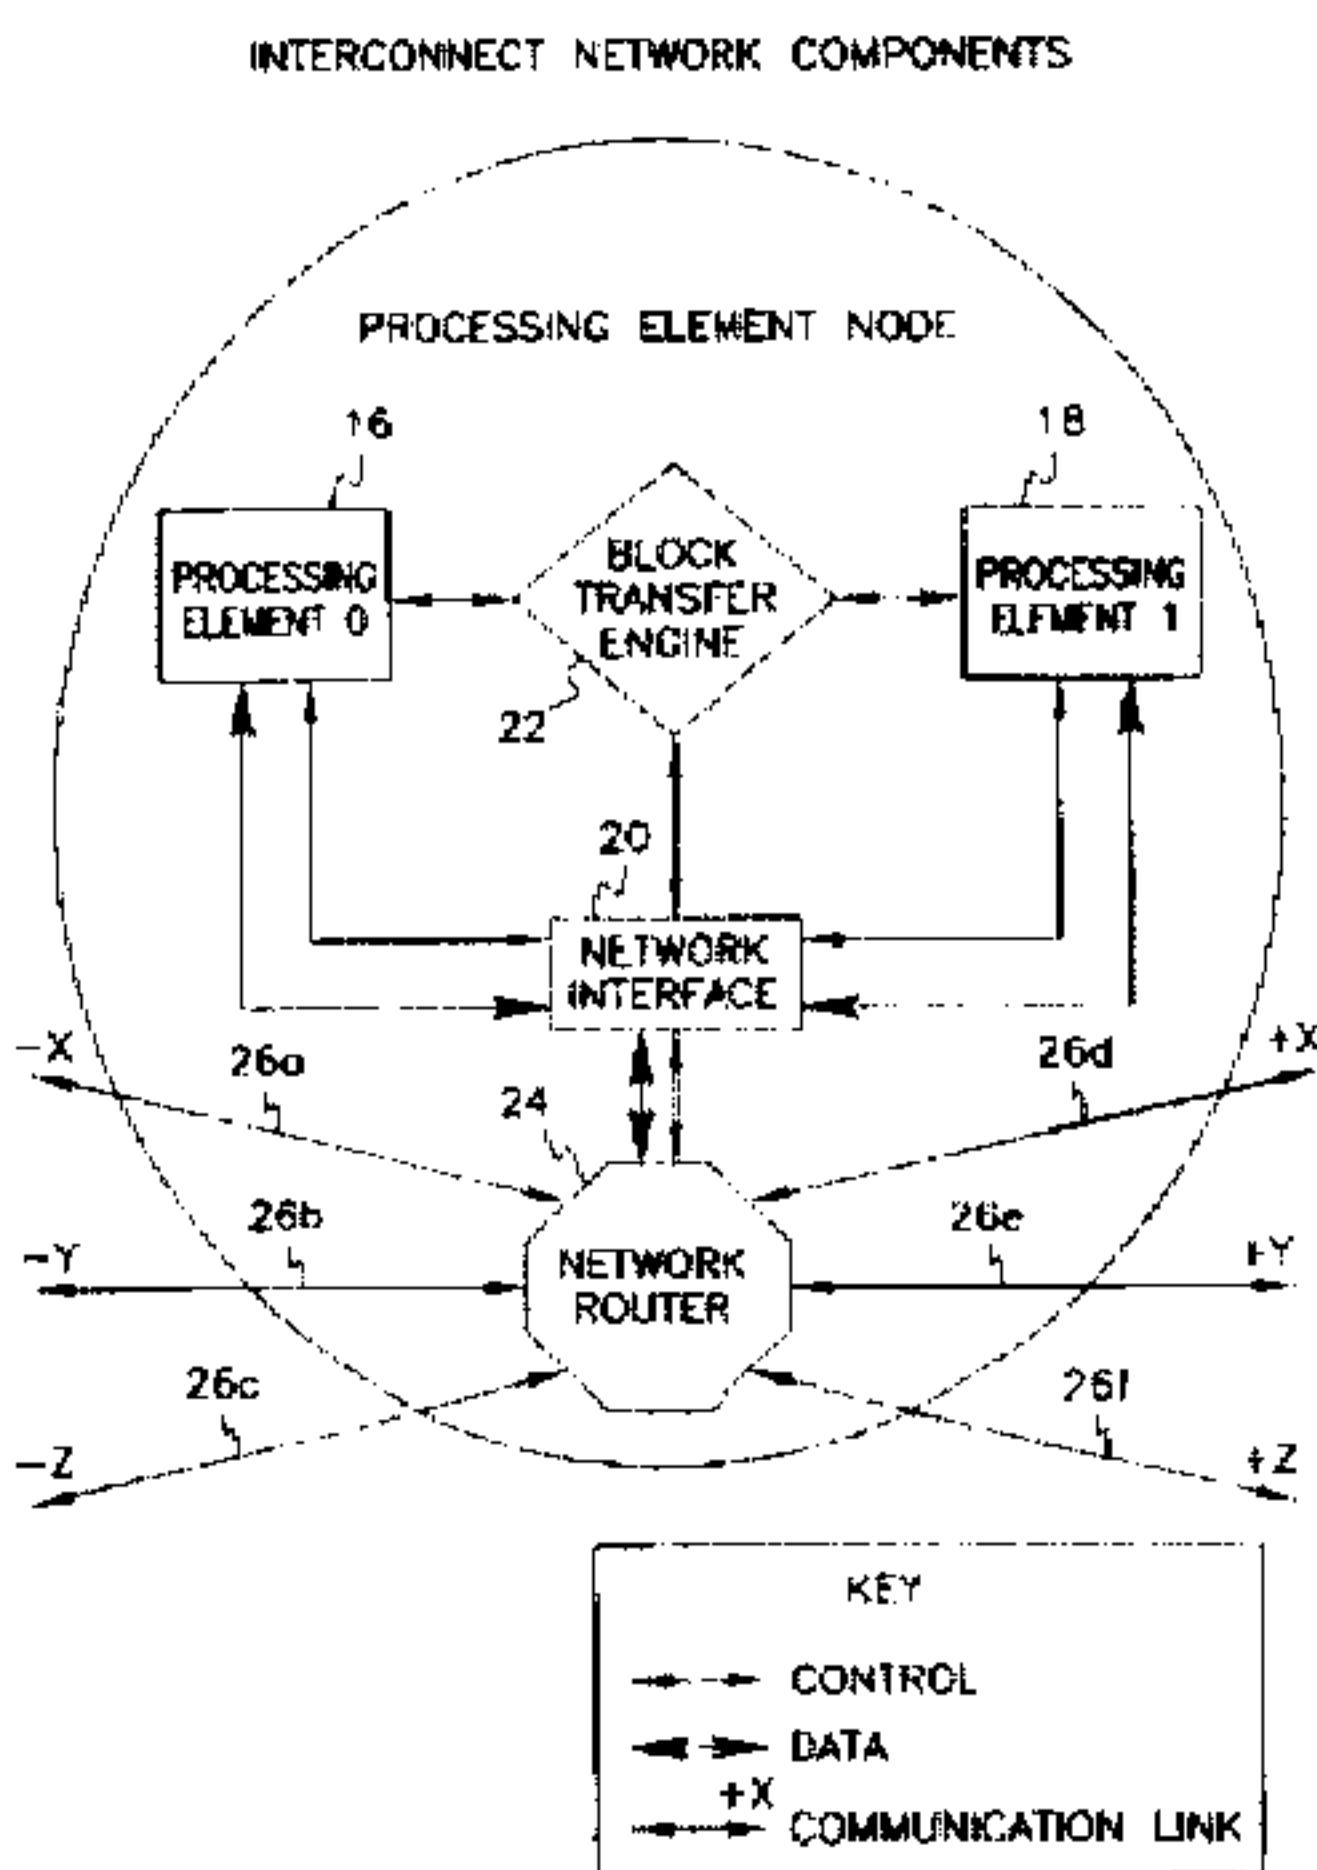 INTERCONNECT NETWORK COMPONENTS
PROCESSING ELEMENT NODE
16
18
PROCESSING
ELEMENT 0
BLOCK
TRANSFER
ENGINE
PROCESSING
ELEMENT 1
22
20
NETWORK
INTERFACE
-X
26a
24
26d
+X
26b
26e
-Y
NETWORK
ROUTER
+Y
26c
26f
-Z
+Z
KEY
CONTROL
DATA
+X
COMMUNICATION LINK